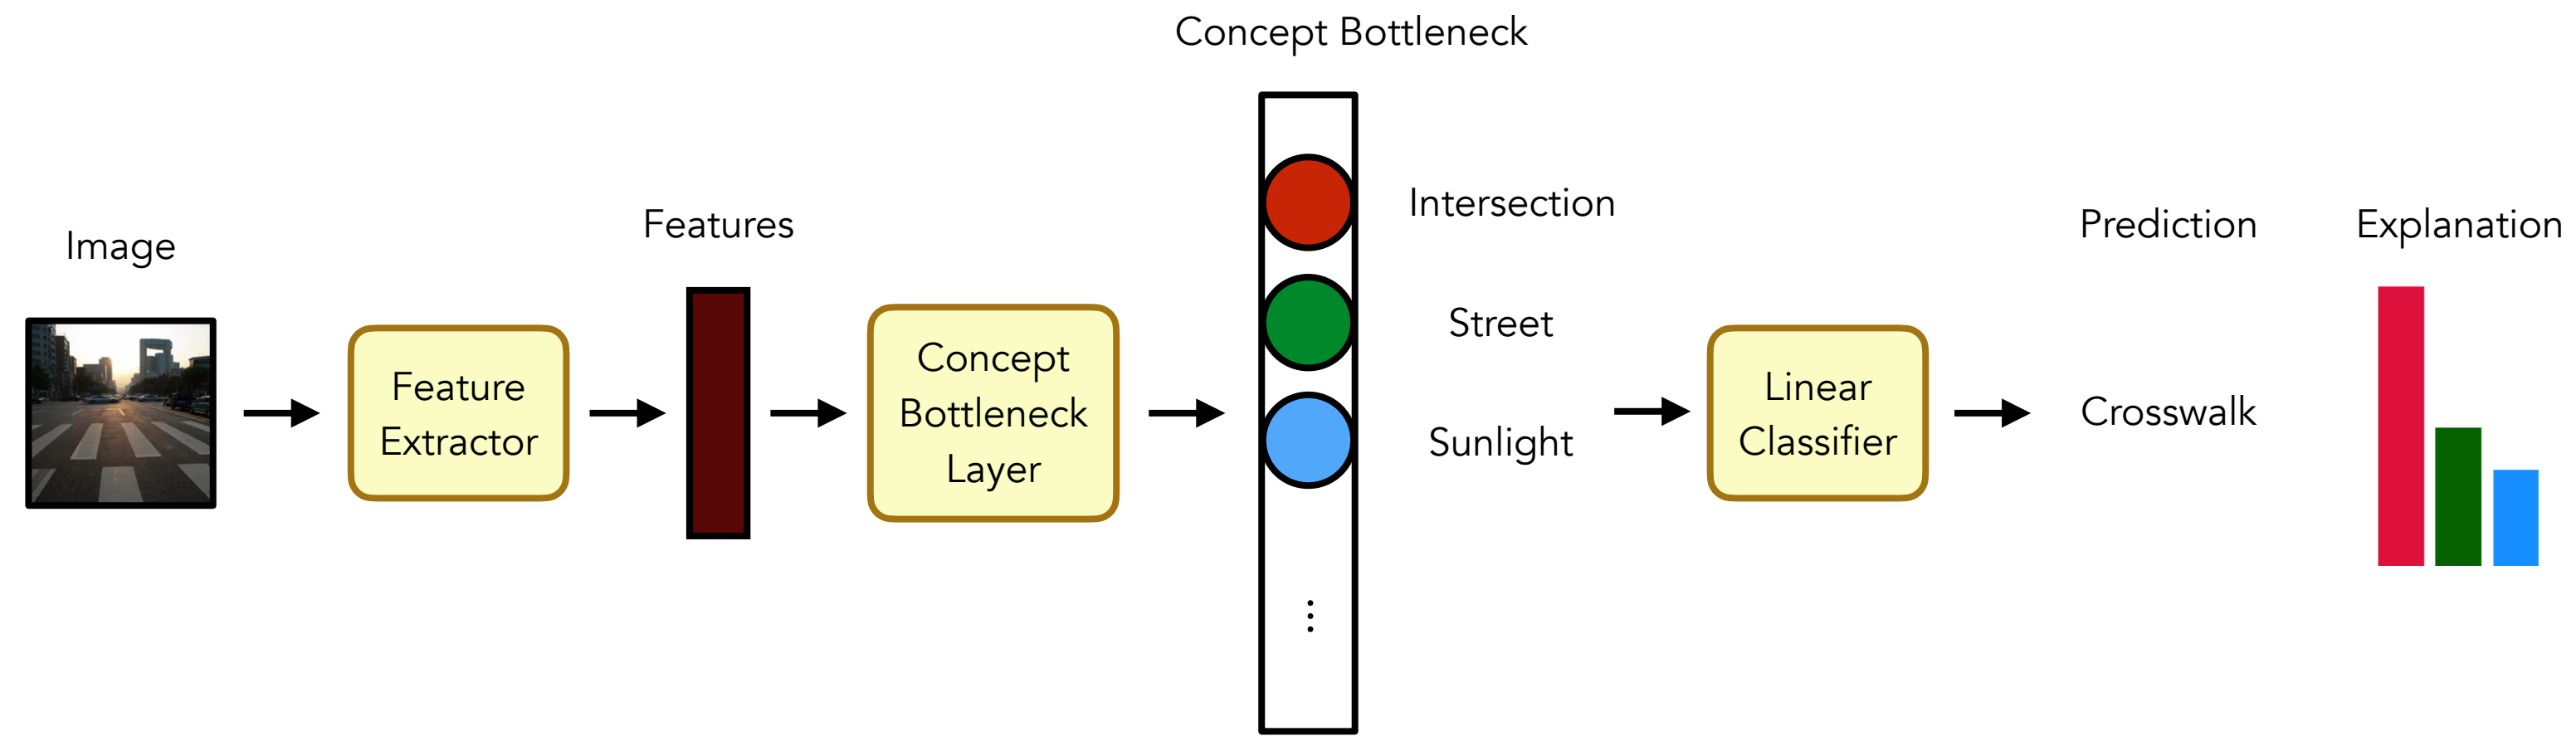 Concept Bottleneck
Image
Feature
Extractor
Features
Concept
Bottleneck
Layer
Intersection
Street
Sunlight
⋮
Linear
Classifier
Prediction
Crosswalk
Explanation